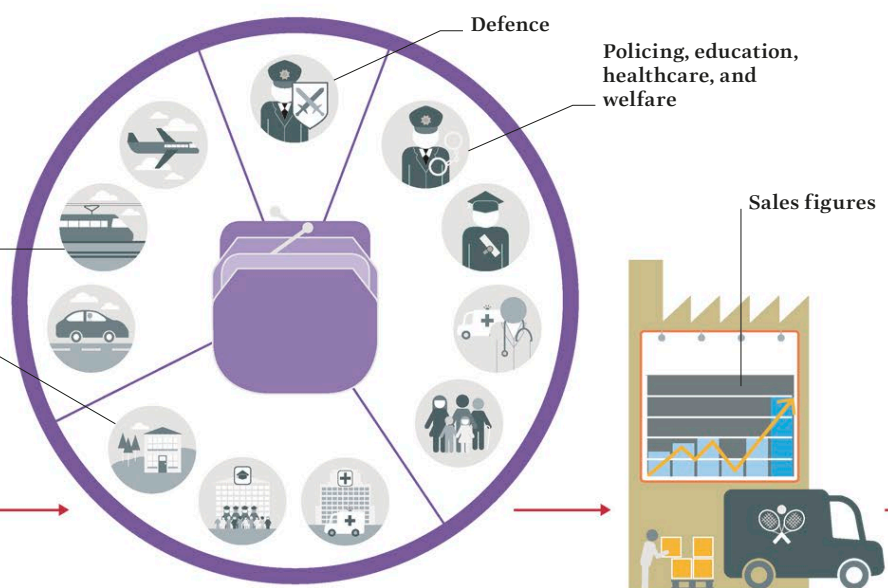 Defence
Policing, education,
healthcare, and
welfare
Sales figures